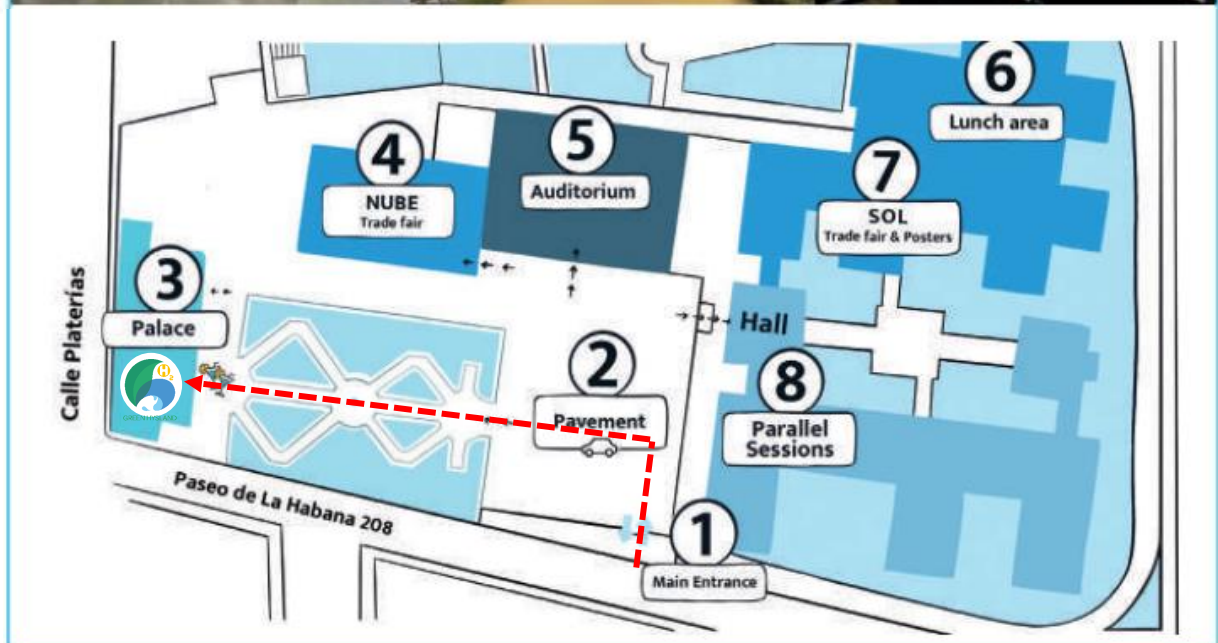 6
Lunch area
5
Auditorium
4
NUBE
Trade fair
7
SOL
Trade fair & Posters
3
Palace
Hall
2
Pavement
8
Parallel
Sessions
Calle Platerías
H₂
Paseo de La Habana 208
1
Main Entrance